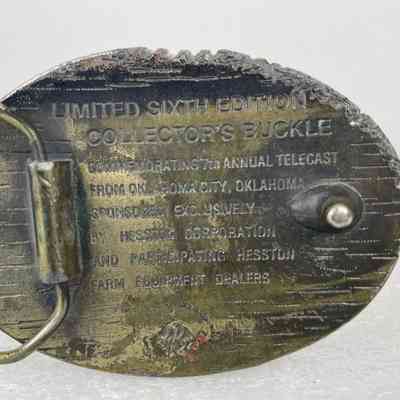 LIMITED SIXTH EDITION
COLLECTOR'S BUCKLE
COMMEMORATING 7TH ANNUAL TELECAST
FROM OKLAHOMA CITY, OKLAHOMA
SPONSORED EXCLUSIVELY
BY HESSTON CORPORATION
AND PARTICIPATING HESSTON
FARM EQUIPMENT DEALERS